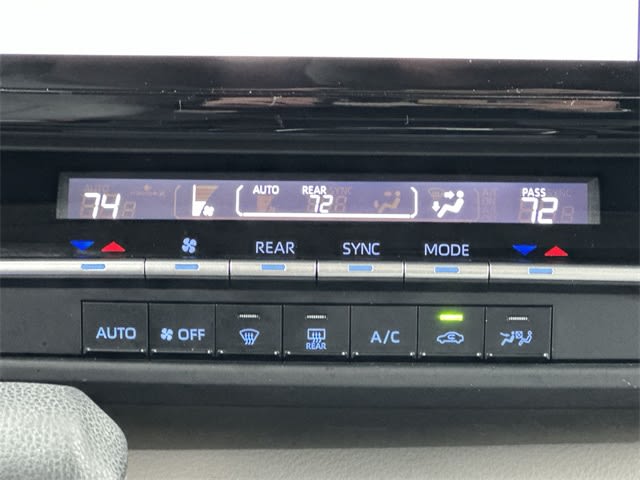 AUTO REAR PASS
74 72 72
REAR SYNC MODE
AUTO OFF REAR A/C